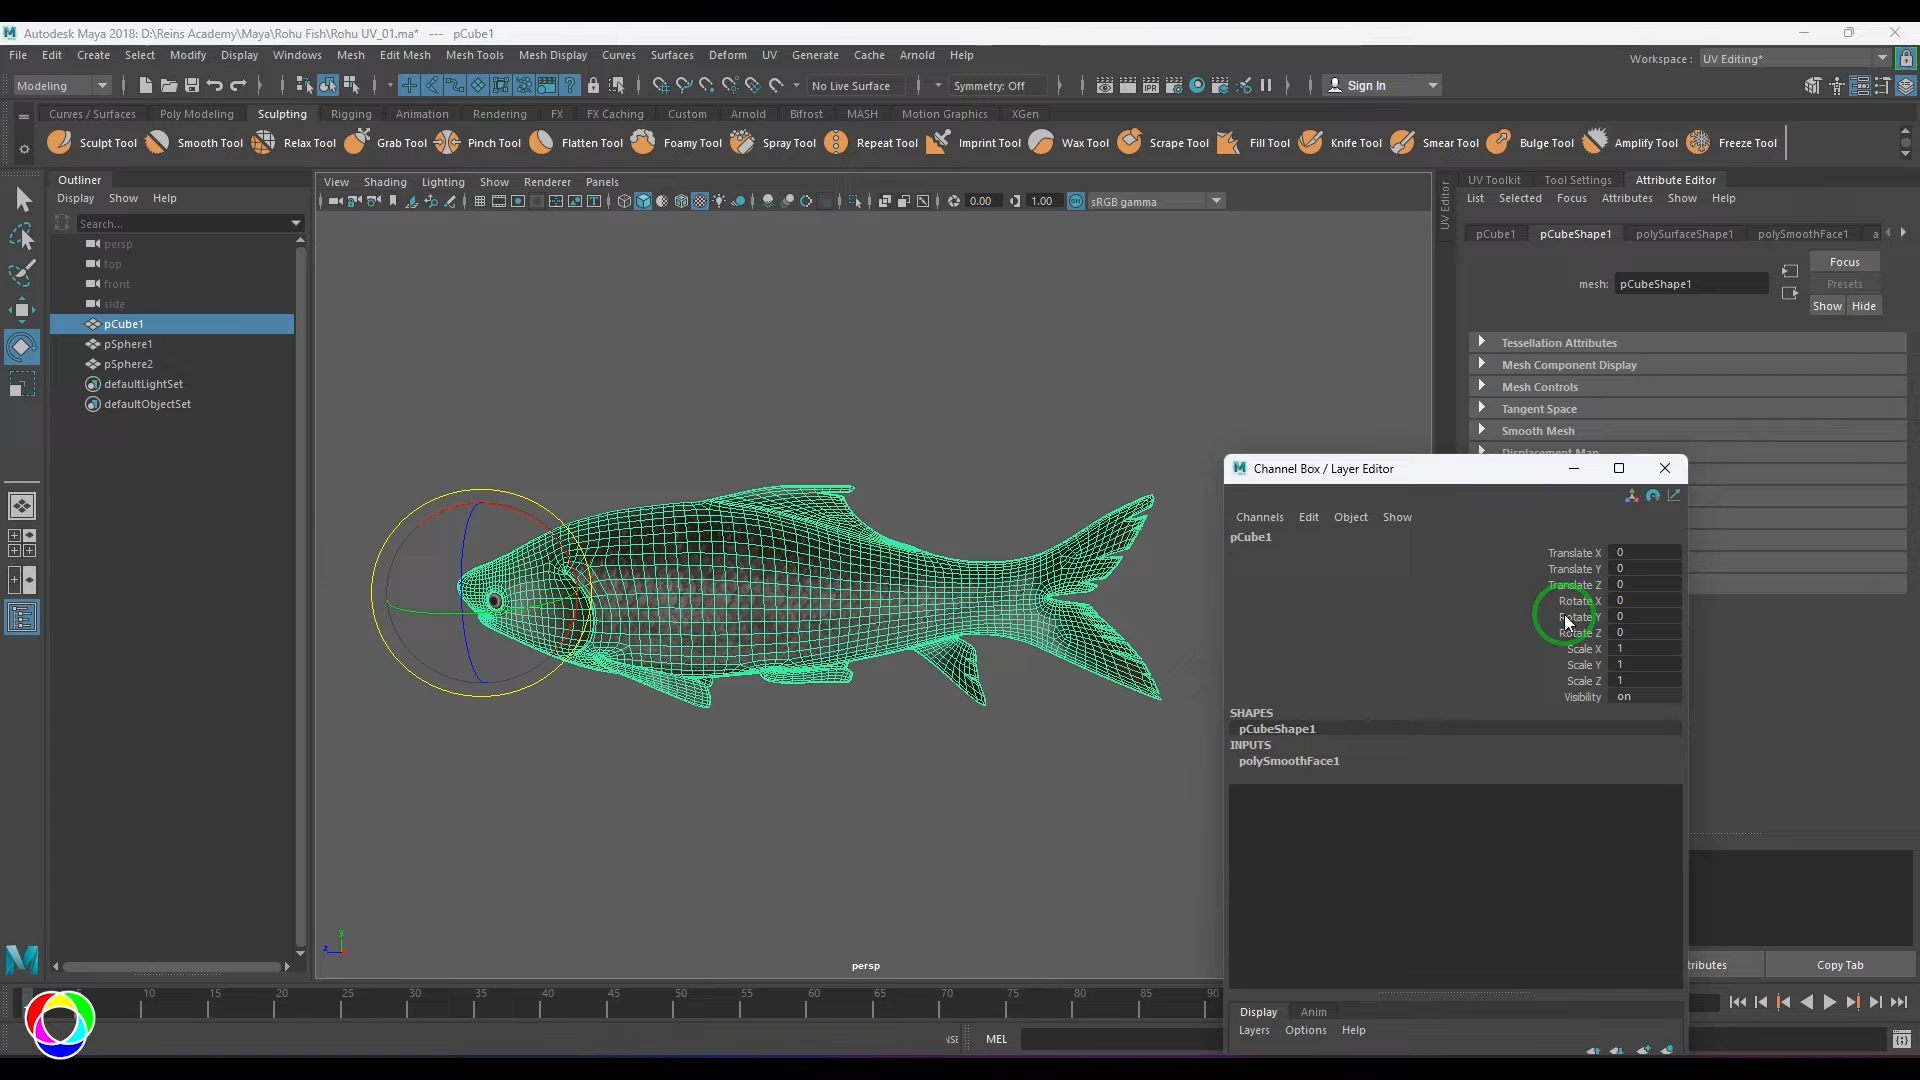 Autodesk Maya 2018: D:\Reins Academy\Maya\Rohu Fish\Rohu UV_01.ma* --- pCube1
File Edit Create Select Modify Display Windows Mesh Edit Mesh Mesh Tools Mesh Display Curves Surfaces Deform UV Generate Cache Arnold Help
Workspace : UV Editing*
Modeling No Live Surface Symmetry: Off Sign In
Curves / Surfaces Poly Modeling Sculpting Rigging Animation Rendering FX FX Caching Custom Arnold Bifrost MASH Motion Graphics XGen
Sculpt Tool Smooth Tool Relax Tool Grab Tool Pinch Tool Flatten Tool Foamy Tool Spray Tool Repeat Tool Imprint Tool Wax Tool Scrape Tool Fill Tool Knife Tool Smear Tool Bulge Tool Amplify Tool Freeze Tool
Outliner
Display Show Help
Search...
persp
top
front
side
pCube1
pSphere1
pSphere2
defaultLightSet
defaultObjectSet
View Shading Lighting Show Renderer Panels
0.00 1.00 sRGB gamma
persp
UV Editor
UV Toolkit Tool Settings Attribute Editor
List Selected Focus Attributes Show Help
pCube1 pCubeShape1 polySurfaceShape1 polySmoothFace1 a
Focus
mesh: pCubeShape1 Presets
Show Hide
Tessellation Attributes
Mesh Component Display
Mesh Controls
Tangent Space
Smooth Mesh
Displacement Map
Channel Box / Layer Editor
Channels Edit Object Show
pCube1
Translate X 0
Translate Y 0
Translate Z 0
Rotate X 0
Rotate Y 0
Rotate Z 0
Scale X 1
Scale Y 1
Scale Z 1
Visibility on
SHAPES
pCubeShape1
INPUTS
polySmoothFace1
Display Anim
Layers Options Help
tributes Copy Tab
5 10 15 20 25 30 35 40 45 50 55 60 65 70 75 80 85 90
MEL